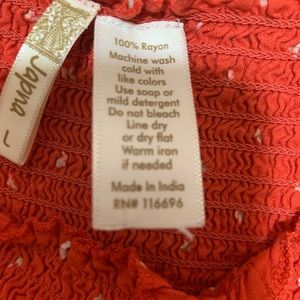 Japna
L
100% Rayon
Machine wash
cold with
like colors
Use soap or
mild detergent
Do not bleach
Line dry
or dry flat
Warm iron
if needed
Made In India
RN# 116696